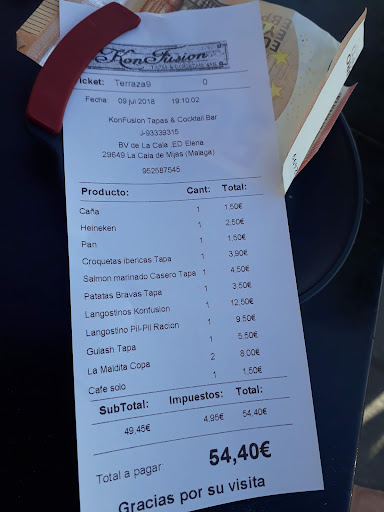 KonFusion
TAPAS & COCKTAIL BAR
icket: Terraza9 0
Fecha 09 jul 2018 19:10:02
KonFusion Tapas & Cocktail Bar
J-93339315
BV de La Cala ,ED Elena
29649 La Cala de Mijas (Malaga)
952587545
Producto: Cant: Total:
Caña 1 1,50€
Heineken 1 2,50€
Pan 1 1,50€
Croquetas ibericas Tapa 1 3,90€
Salmon marinado Casero Tapa 1 4,50€
Patatas Bravas Tapa 1 3,50€
Langostinos Konfusion 1 12,50€
Langostino Pil-Pil Racion 1 9,50€
Gulash Tapa 1 5,50€
La Maldita Copa 2 8,00€
Cafe solo 1 1,50€
SubTotal: Impuestos: Total:
49,45€ 4,95€ 54,40€
Total a pagar: 54,40€
Gracias por su visita